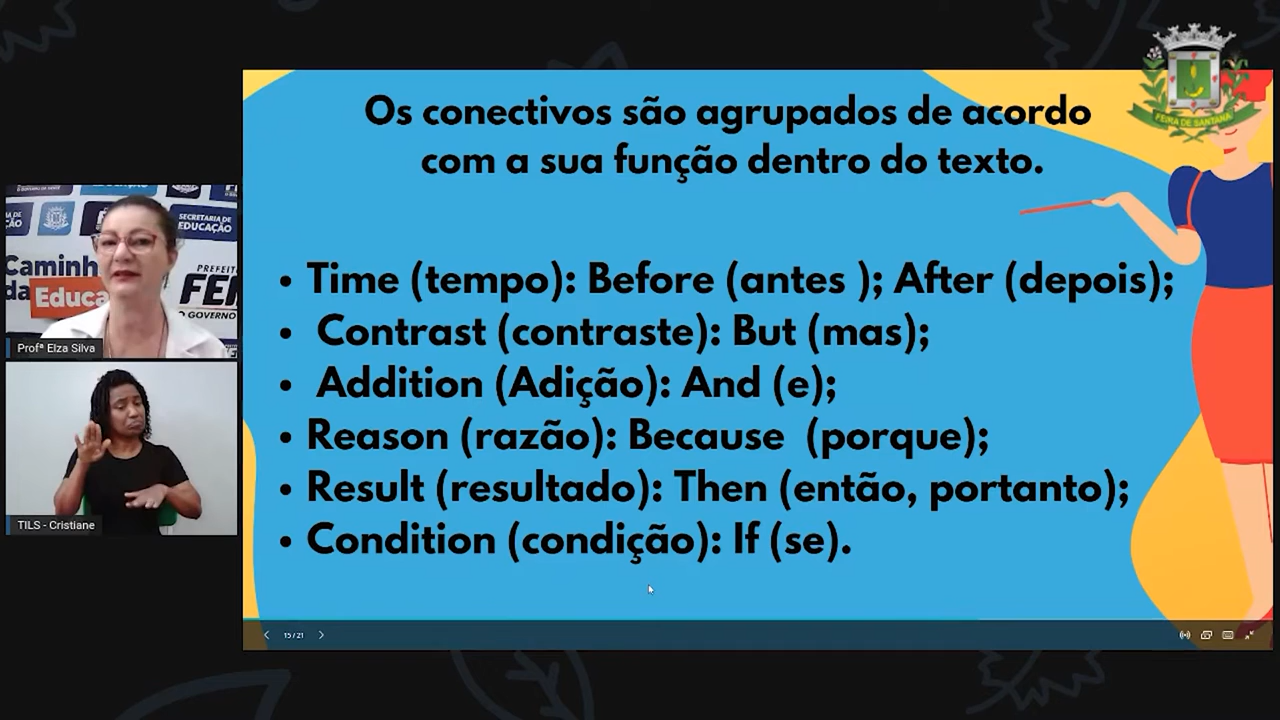 FEIRA DE SANTANA
Os conectivos são agrupados de acordo
com a sua função dentro do texto.
• Time (tempo): Before (antes ); After (depois);
• Contrast (contraste): But (mas);
• Addition (Adição): And (e);
• Reason (razão): Because (porque);
• Result (resultado): Then (então, portanto);
• Condition (condição): If (se).
SECRETARIA DE
EDUCAÇÃO
Caminh
da Educa
PREFEIT
FEI
O GOVERNO
Profª Elza Silva
TILS - Cristiane
15 / 21